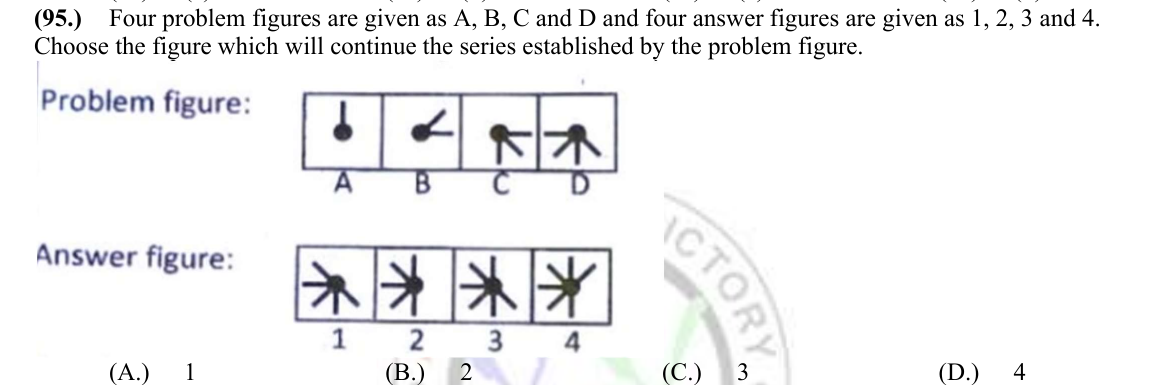 (95.) Four problem figures are given as A, B, C and D and four answer figures are given as 1, 2, 3 and 4.
Choose the figure which will continue the series established by the problem figure.
Problem figure:
A B C D
Answer figure:
1 2 3 4
ICTORY
(A.) 1 (B.) 2 (C.) 3 (D.) 4